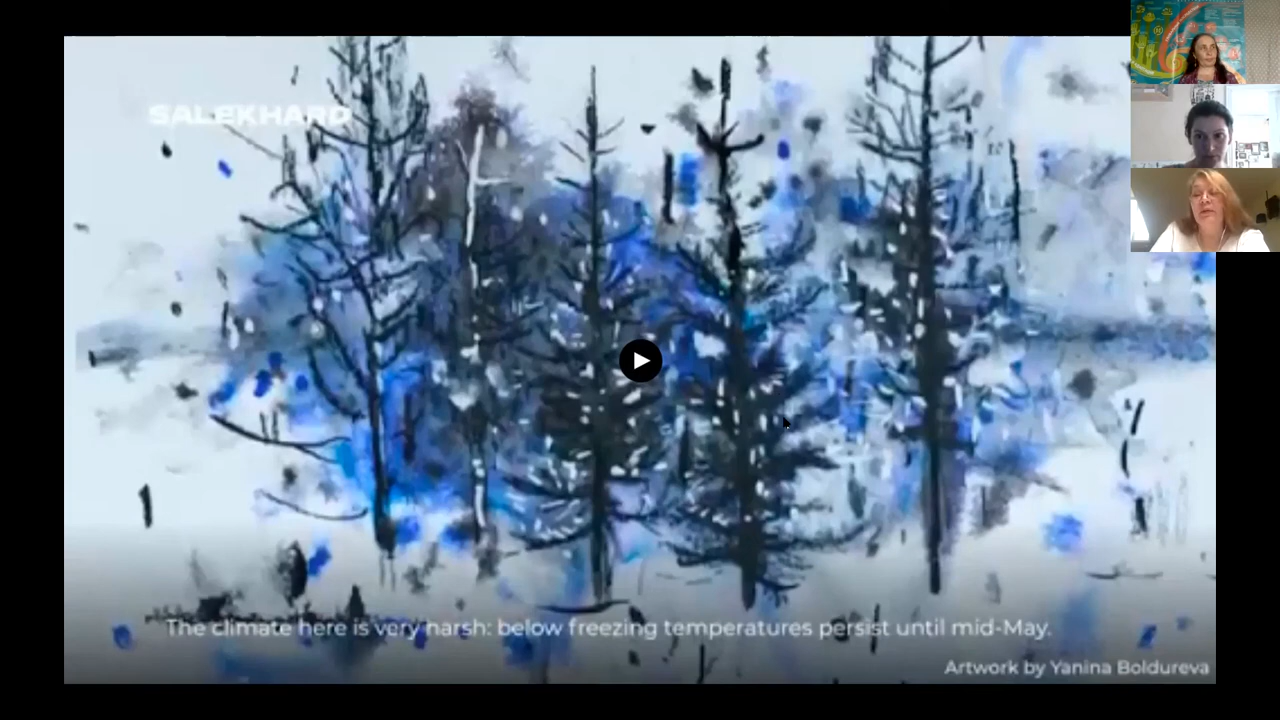 SALEKHARD
The climate here is very harsh: below freezing temperatures persist until mid-May.
Artwork by Yanina Boldureva